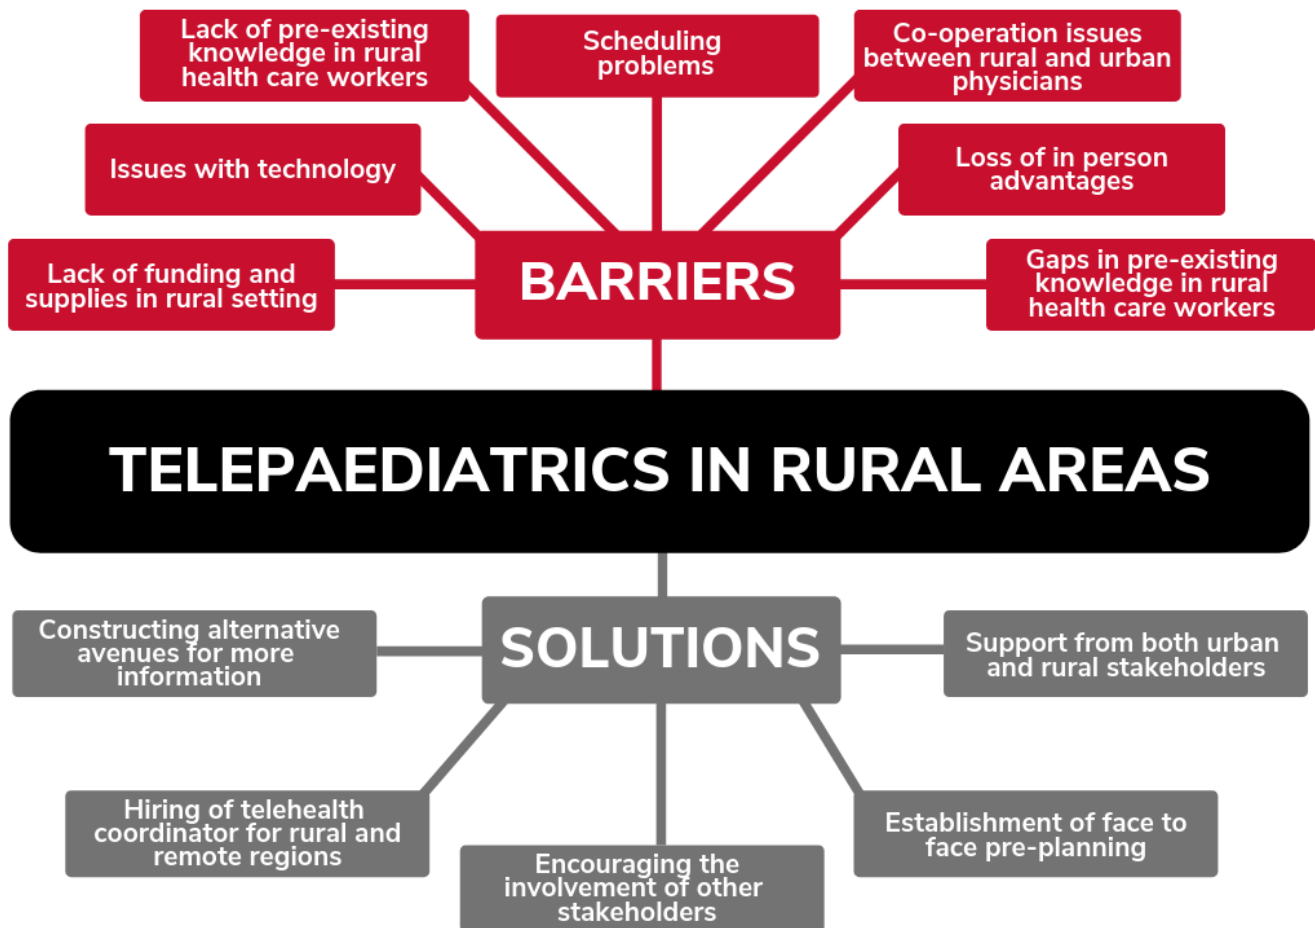 Lack of pre-existing
knowledge in rural
health care workers
Scheduling
problems
Co-operation issues
between rural and urban
physicians
Issues with technology
Loss of in person
advantages
Lack of funding and
supplies in rural setting
BARRIERS
Gaps in pre-existing
knowledge in rural
health care workers
TELEPAEDIATRICS IN RURAL AREAS
Constructing alternative
avenues for more
information
SOLUTIONS
Support from both urban
and rural stakeholders
Hiring of telehealth
coordinator for rural and
remote regions
Encouraging the
involvement of other
stakeholders
Establishment of face to
face pre-planning